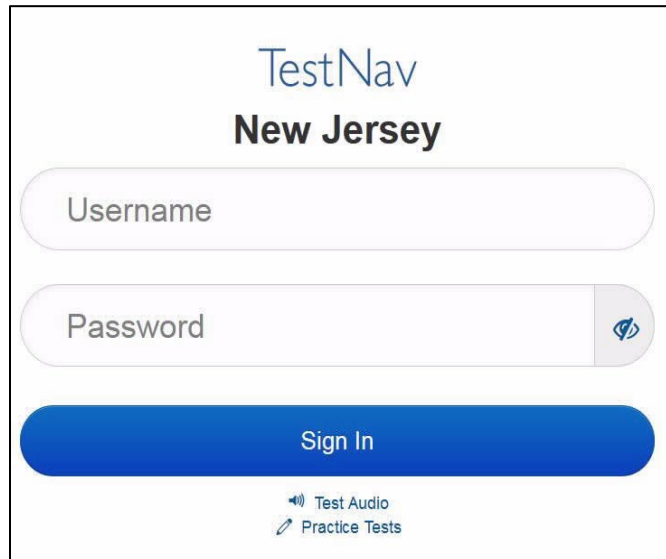 TestNav
New Jersey
Username
Password
Sign In
Test Audio
Practice Tests